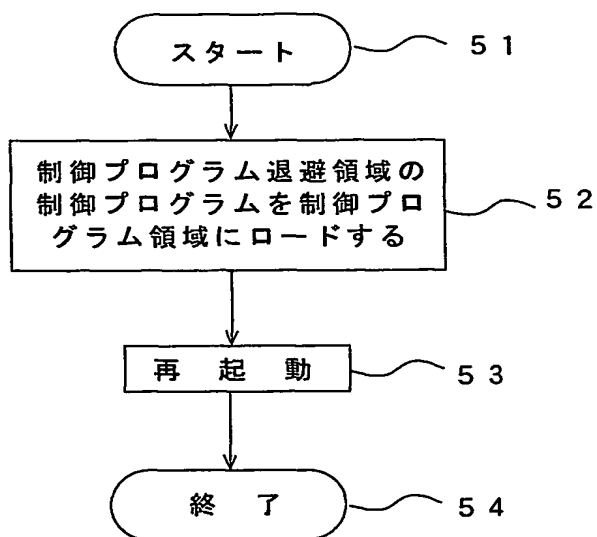 スタート
51
制御プログラム退避領域の
制御プログラムを制御プロ
グラム領域にロードする
52
再起動
53
終了
54